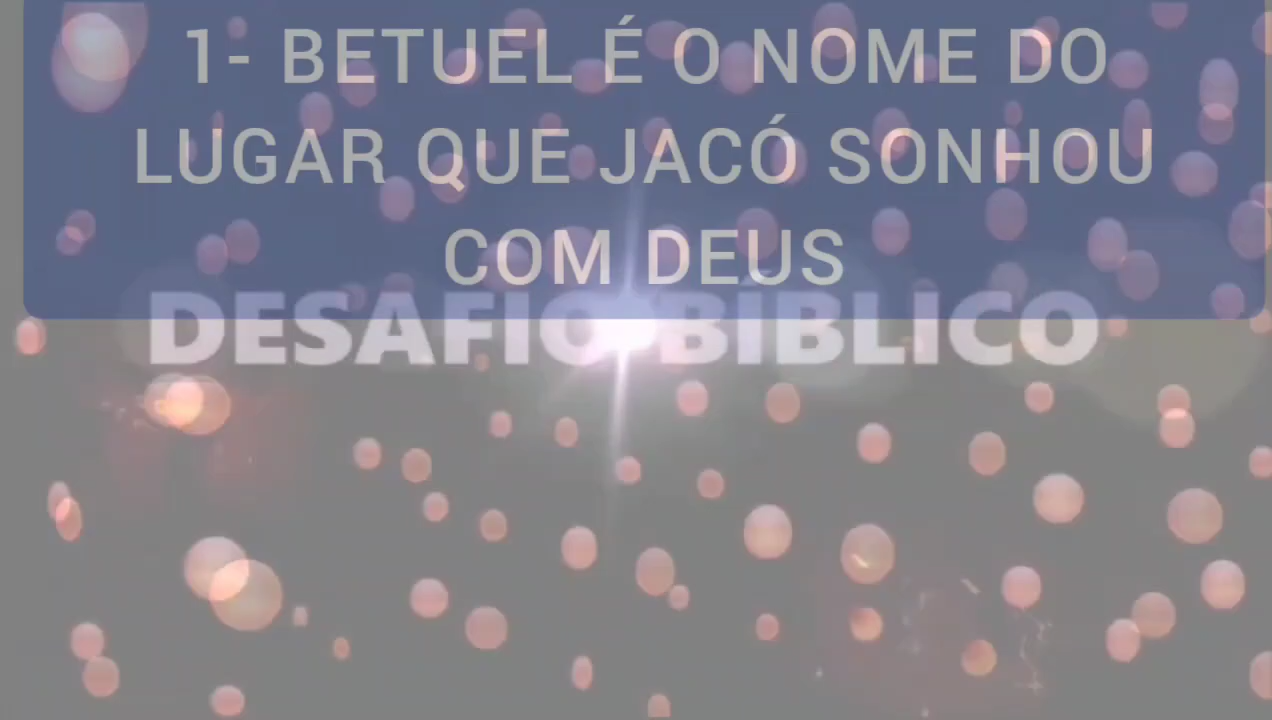 1- BETUEL É O NOME DO
LUGAR QUE JACÓ SONHOU
COM DEUS
DESAFIO BÍBLICO